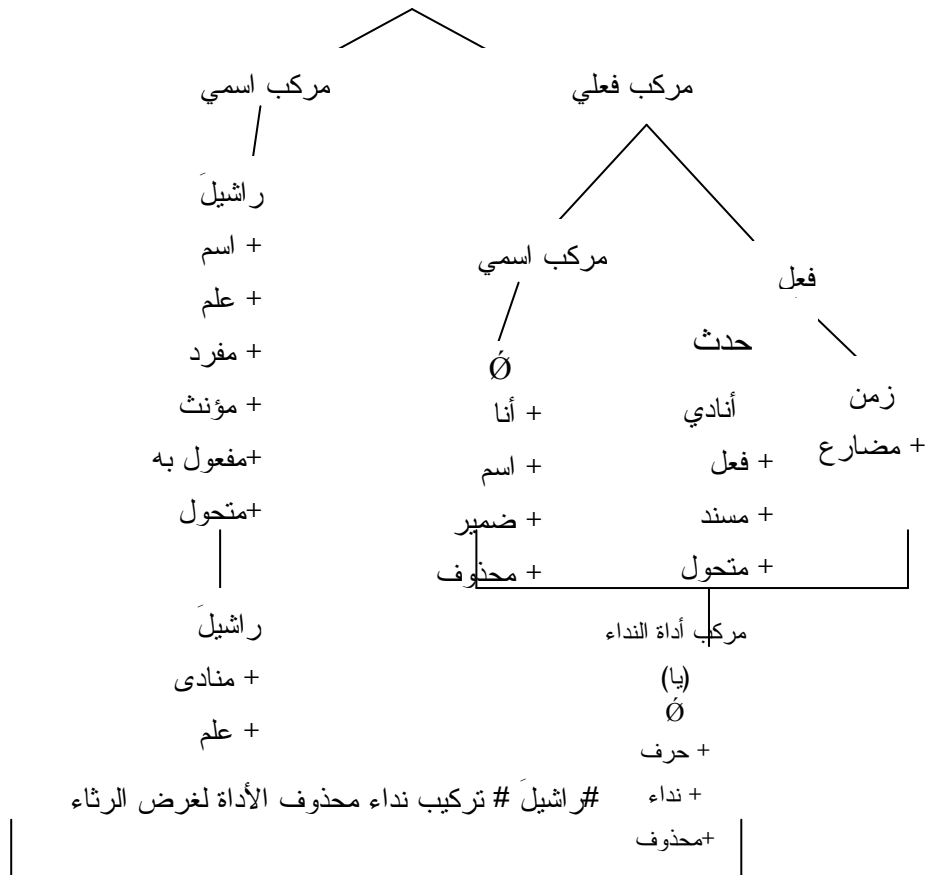 مركب فعلي
مركب اسمي
فعل
زمن
+ مضارع
حدث
أنادي
+ فعل
+ مسند
+ متحول
مركب اسمي
Ǿ
+ أنا
+ اسم
+ ضمير
+ محذوف
راشيلَ
+ اسم
+ علم
+ مفرد
+ مؤنث
+مفعول به
+متحول
مركب أداة النداء
(يا)
Ǿ
+ حرف
+ نداء
+محذوف
راشيلَ
+ منادى
+ علم
#راشيلَ # تركيب نداء محذوف الأداة لغرض الرثاء